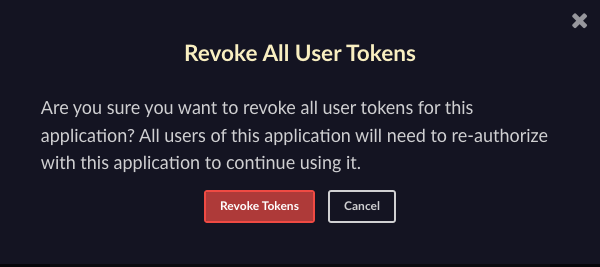 Revoke All User Tokens
Are you sure you want to revoke all user tokens for this
application? All users of this application will need to re-authorize
with this application to continue using it.
Revoke Tokens
Cancel